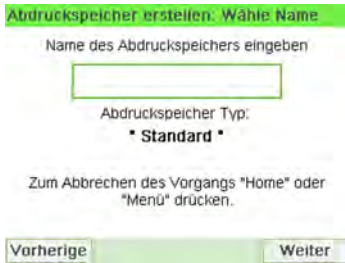 Abdruckspeicher erstellen: Wähle Name
Name des Abdruckspeichers eingeben
Abdruckspeicher Typ:
* Standard *
Zum Abbrechen des Vorgangs "Home" oder
"Menü" drücken.
Vorherige
Weiter